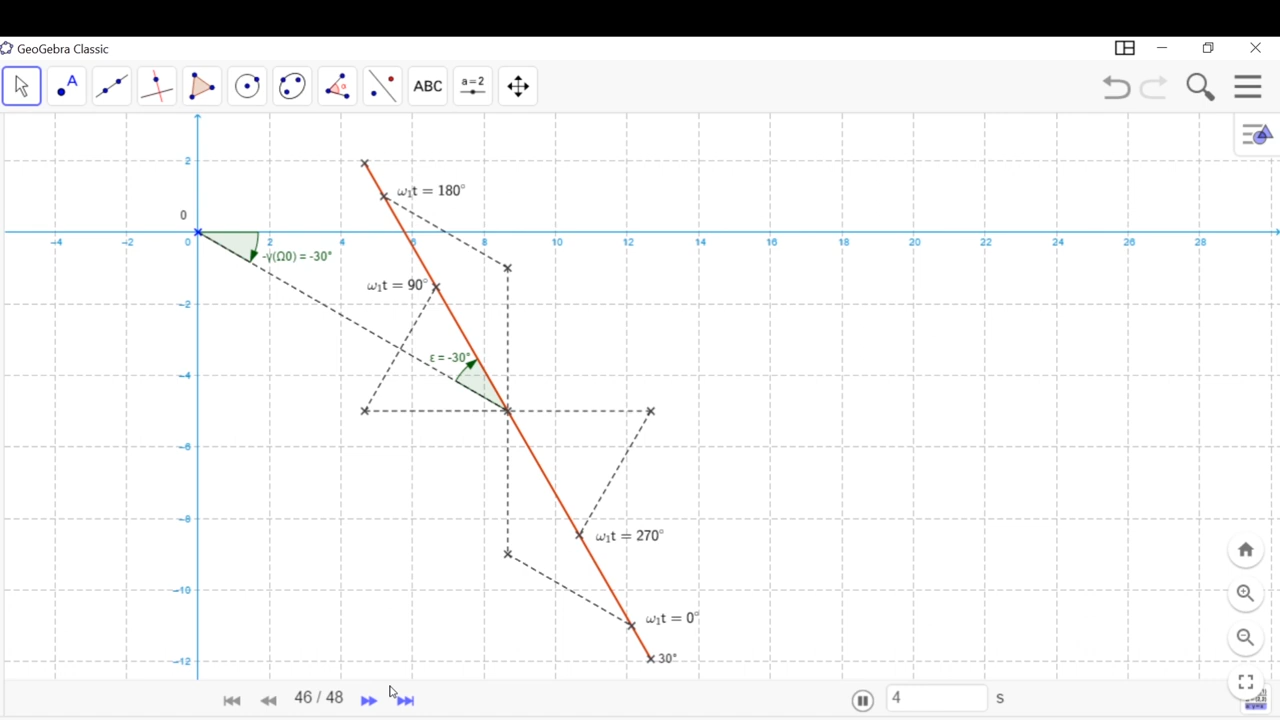 GeoGebra Classic
ABC
a=2
2
ω₁t = 180°
0
-4 -2 0 2 4 6 8 10 12 14 16 18 20 22 24 26 28
-γ(Ω0) = -30°
ω₁t = 90°
-2
ε = -30°
-4
-6
-8
ω₁t = 270°
-10
ω₁t = 0°
-12
30°
46 / 48
4 s